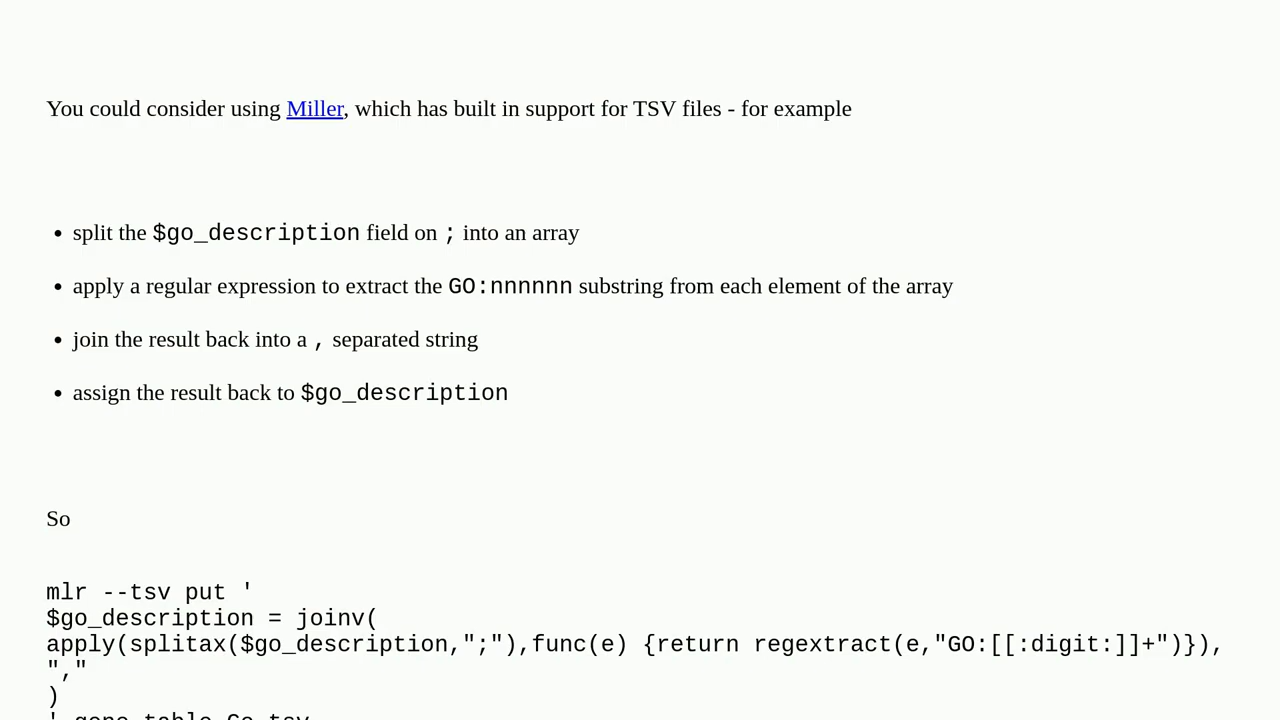 You could consider using Miller, which has built in support for TSV files - for example
• split the $go_description field on ; into an array
• apply a regular expression to extract the GO:nnnnnn substring from each element of the array
• join the result back into a , separated string
• assign the result back to $go_description
So
mlr --tsv put '
$go_description = joinv(
apply(splitax($go_description,";"),func(e) {return regextract(e,"GO:[[:digit:]]+")}),
","
)
' gene_table_Go.tsv